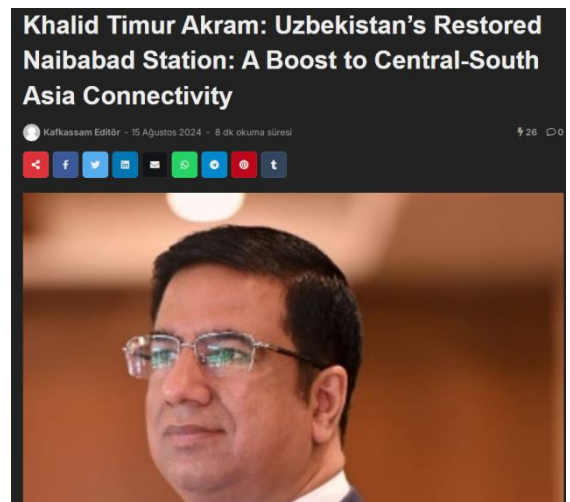 Khalid Timur Akram: Uzbekistan’s Restored
Naibabad Station: A Boost to Central-South
Asia Connectivity
Kafkassam Editör - 15 Ağustos 2024 - 8 dk okuma süresi 26 0